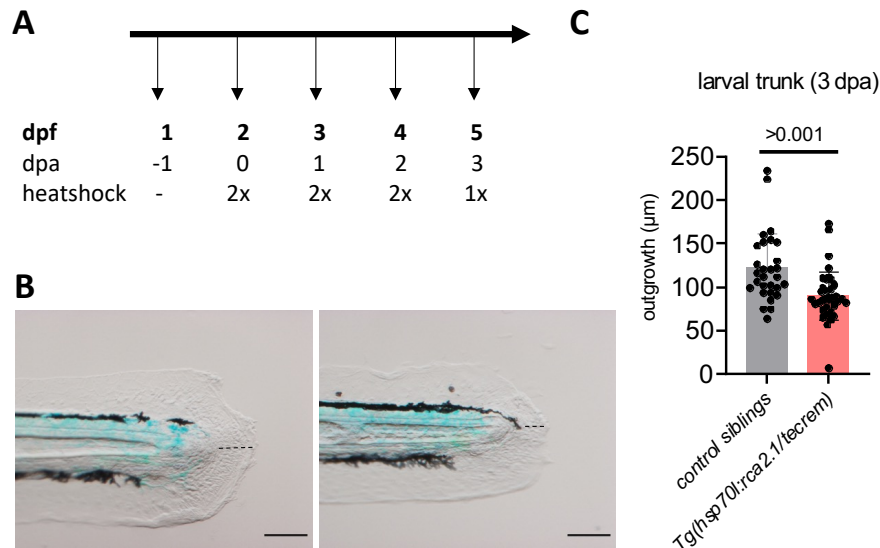 A
dpf 1 2 3 4 5
dpa -1 0 1 2 3
heatshock - 2x 2x 2x 1x
B
C
larval trunk (3 dpa)
>0.001
outgrowth (µm)
250
200
150
100
50
0
control siblings
Tg(hsp70l:rca2.1/tecrem)